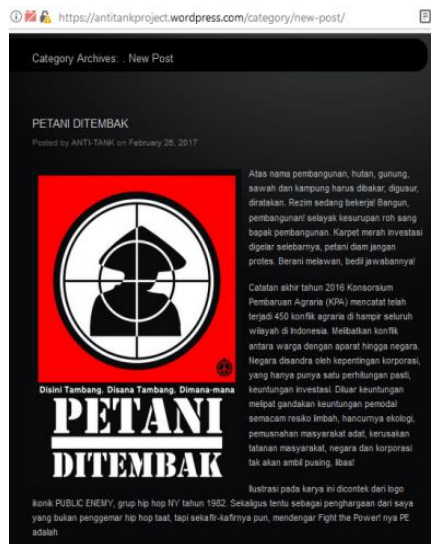 https://antitankproject.wordpress.com/category/new-post/
Category Archives: . New Post
PETANI DITEMBAK
Posted by ANTI-TANK on February 26, 2017
Atas nama pembangunan, hutan, gunung,
sawah dan kampung harus dibakar, digusur,
diratakan. Rezim sedang bekerja! Bangun,
pembangunan! selayak kesurupan roh sang
bapak pembangunan. Karpet merah investasi
digelar selebarnya, petani diam jangan
protes. Berani melawan, bedil jawabannya!
Catatan akhir tahun 2016 Konsorsium
Pembaruan Agraria (KPA) mencatat telah
terjadi 450 konflik agraria di hampir seluruh
wilayah di Indonesia. Melibatkan konflik
antara warga dengan aparat hingga negara.
Negara disandra oleh kepentingan korporasi,
yang hanya punya satu perhitungan pasti,
keuntungan investasi. Diluar keuntungan
melipat gandakan keuntungan pemodal
semacam resiko limbah, hancurnya ekologi,
pemusnahan masyarakat adat, kerusakan
tatanan masyarakat, negara dan korporasi
tak akan ambil pusing, libas!
Disini Tambang. Disana Tambang. Dimana-mana
PETANI
DITEMBAK
Ilustrasi pada karya ini dicontek dari logo
ikonik PUBLIC ENEMY, grup hip hop NY tahun 1982. Sekaligus tentu sebagai penghargaan dari saya
yang bukan penggemar hip hop taat, tapi sekafir-kafirnya pun, mendengar Fight the Power! nya PE
adalah